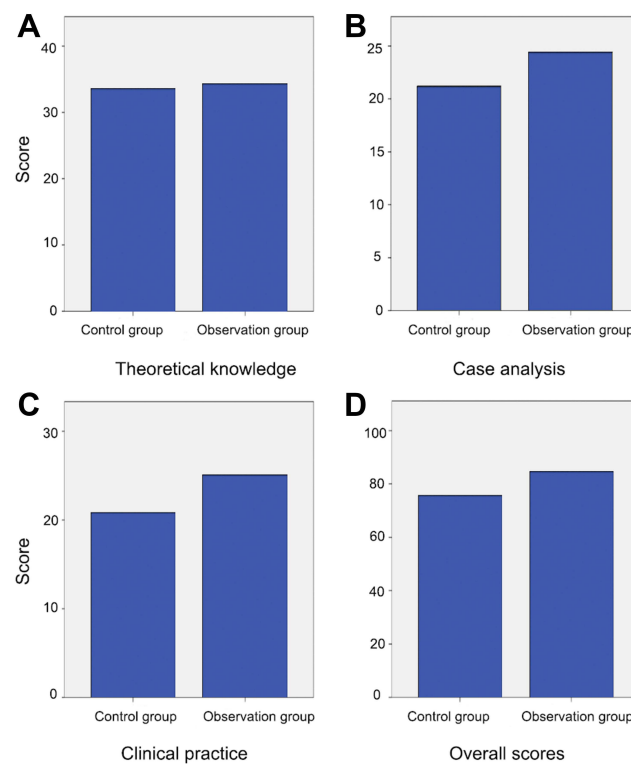 A
40
30
20
10
0
Score
Control group Observation group
Theoretical knowledge
B
25
20
15
10
5
0
Control group Observation group
Case analysis
C
30
20
10
0
Score
Control group Observation group
Clinical practice
D
100
80
60
40
20
0
Control group Observation group
Overall scores